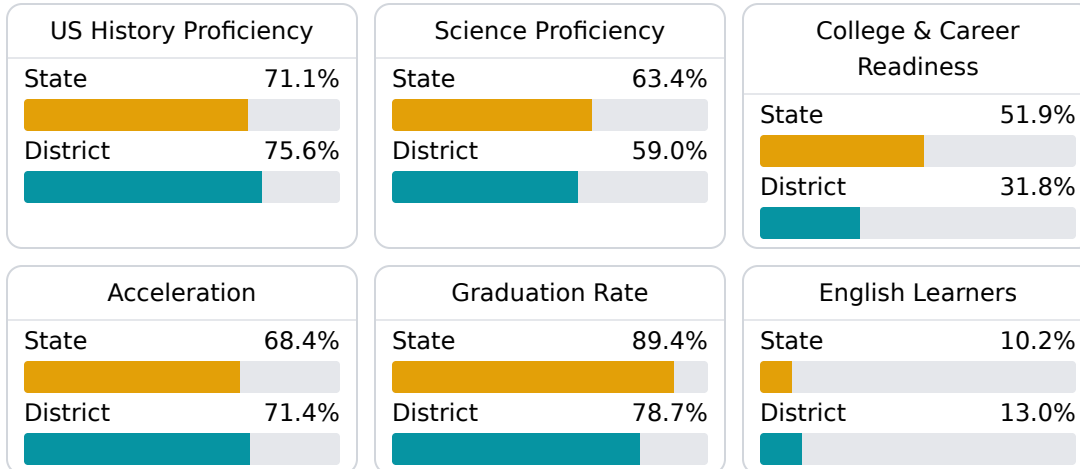 US History Proficiency
State 71.1%
District 75.6%
Science Proficiency
State 63.4%
District 59.0%
College & Career
Readiness
State 51.9%
District 31.8%
Acceleration
State 68.4%
District 71.4%
Graduation Rate
State 89.4%
District 78.7%
English Learners
State 10.2%
District 13.0%